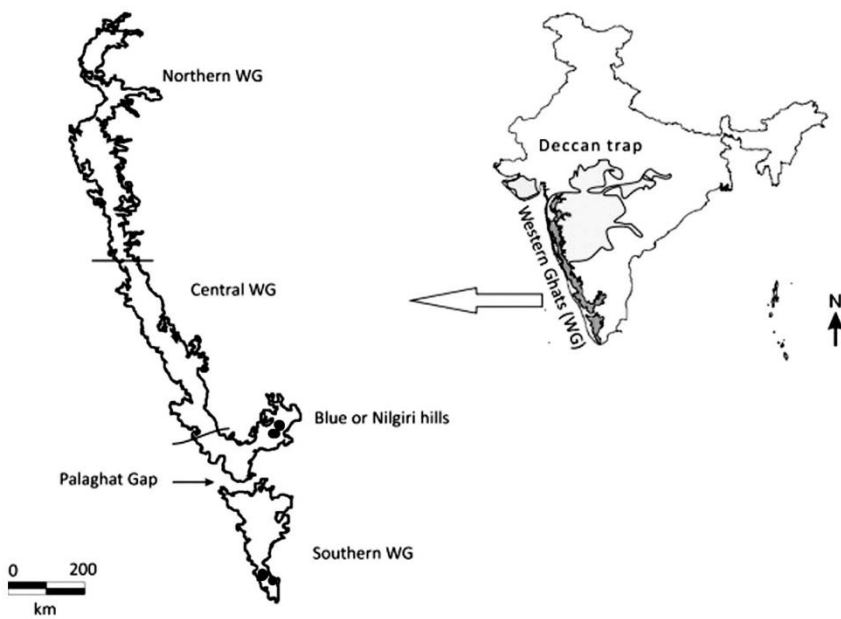 Northern WG
Deccan trap
Western Ghats (WG)
Central WG
N
Blue or Nilgiri hills
Palaghat Gap
Southern WG
0 200
km